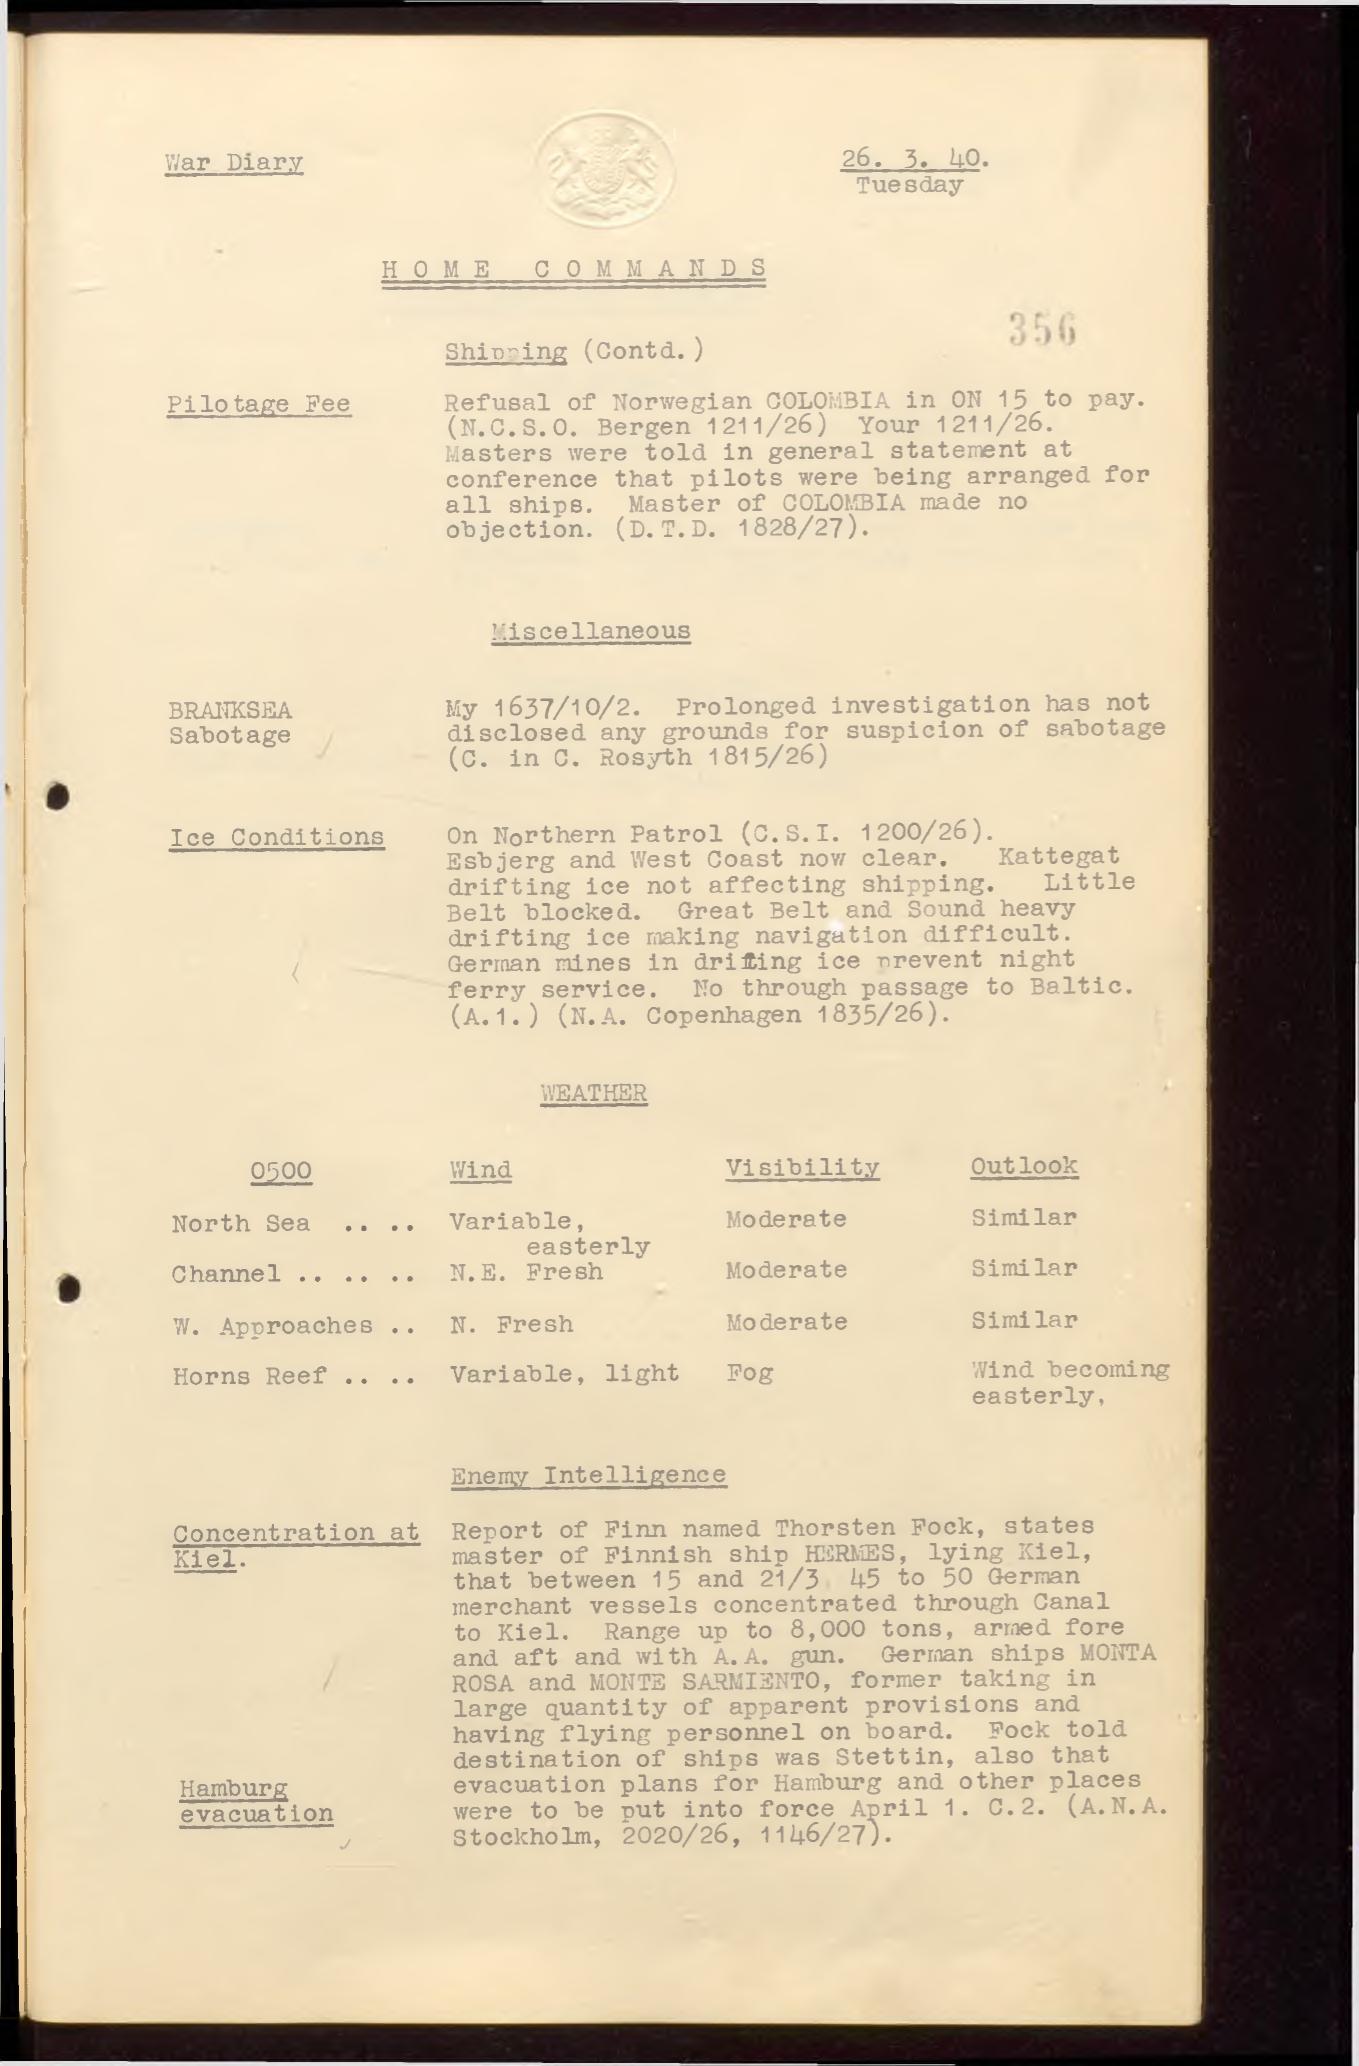 War Diary
26. 3. 40.
Tuesday
HOME COMMANDS
356
Shipping (Contd.)
Pilotage Fee
Refusal of Norwegian COLOMBIA in ON 15 to pay.
(N.C.S.O. Bergen 1211/26) Your 1211/26.
Masters were told in general statement at
conference that pilots were being arranged for
all ships. Master of COLOMBIA made no
objection. (D.T.D. 1828/27).
Miscellaneous
BRANKSEA
Sabotage
My 1637/10/2. Prolonged investigation has not
disclosed any grounds for suspicion of sabotage
(C. in C. Rosyth 1815/26)
Ice Conditions
On Northern Patrol (C.S.I. 1200/26).
Esbjerg and West Coast now clear. Kattegat
drifting ice not affecting shipping. Little
Belt blocked. Great Belt and Sound heavy
drifting ice making navigation difficult.
German mines in drifting ice prevent night
ferry service. No through passage to Baltic.
(A.1.) (N.A. Copenhagen 1835/26).
WEATHER
0500 Wind Visibility Outlook
North Sea .. .. Variable, Moderate Similar
easterly
Channel .. .. .. N.E. Fresh Moderate Similar
W. Approaches .. N. Fresh Moderate Similar
Horns Reef .. .. Variable, light Fog Wind becoming
easterly,
Enemy Intelligence
Concentration at
Kiel.
Report of Finn named Thorsten Fock, states
master of Finnish ship HERMES, lying Kiel,
that between 15 and 21/3 45 to 50 German
merchant vessels concentrated through Canal
to Kiel. Range up to 8,000 tons, armed fore
and aft and with A.A. gun. German ships MONTA
ROSA and MONTE SARMIENTO, former taking in
large quantity of apparent provisions and
having flying personnel on board. Fock told
destination of ships was Stettin, also that
Hamburg
evacuation
evacuation plans for Hamburg and other places
were to be put into force April 1. C.2. (A.N.A.
Stockholm, 2020/26, 1146/27).